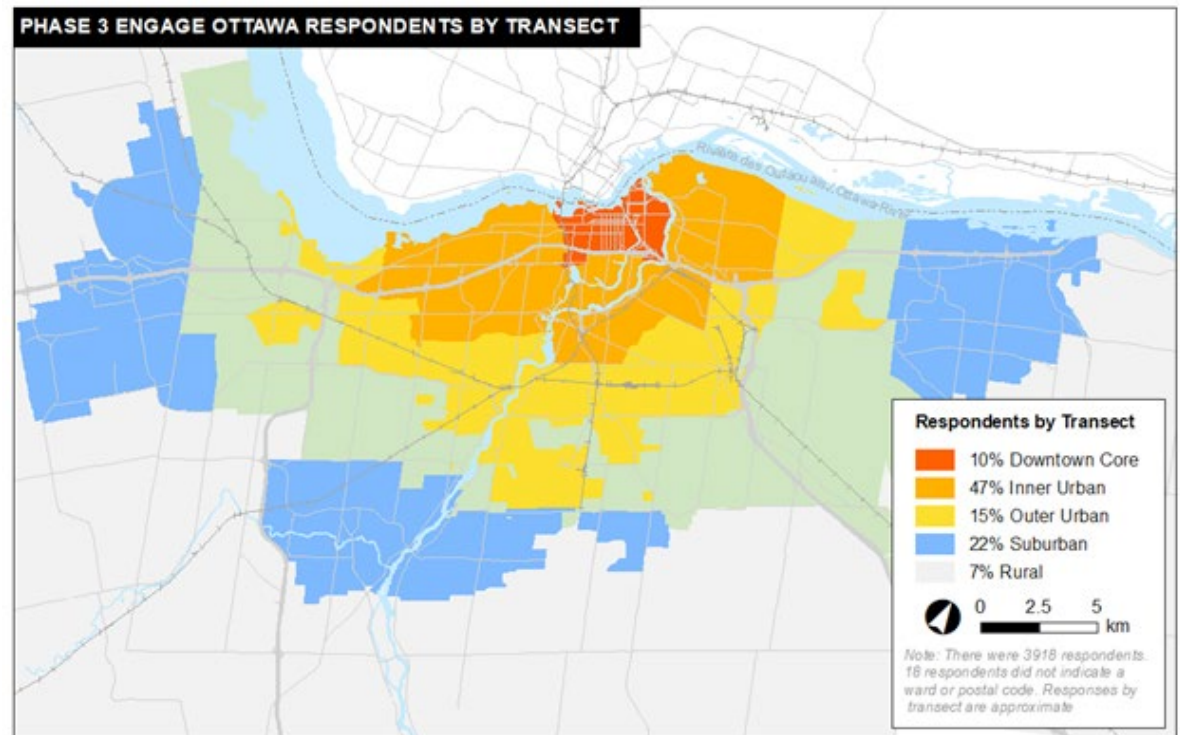 PHASE 3 ENGAGE OTTAWA RESPONDENTS BY TRANSECT
Rivière des Outaouais / Ottawa River
Respondents by Transect
10% Downtown Core
47% Inner Urban
15% Outer Urban
22% Suburban
7% Rural
0 2.5 5
km
Note: There were 3918 respondents.
18 respondents did not indicate a
ward or postal code. Responses by
transect are approximate